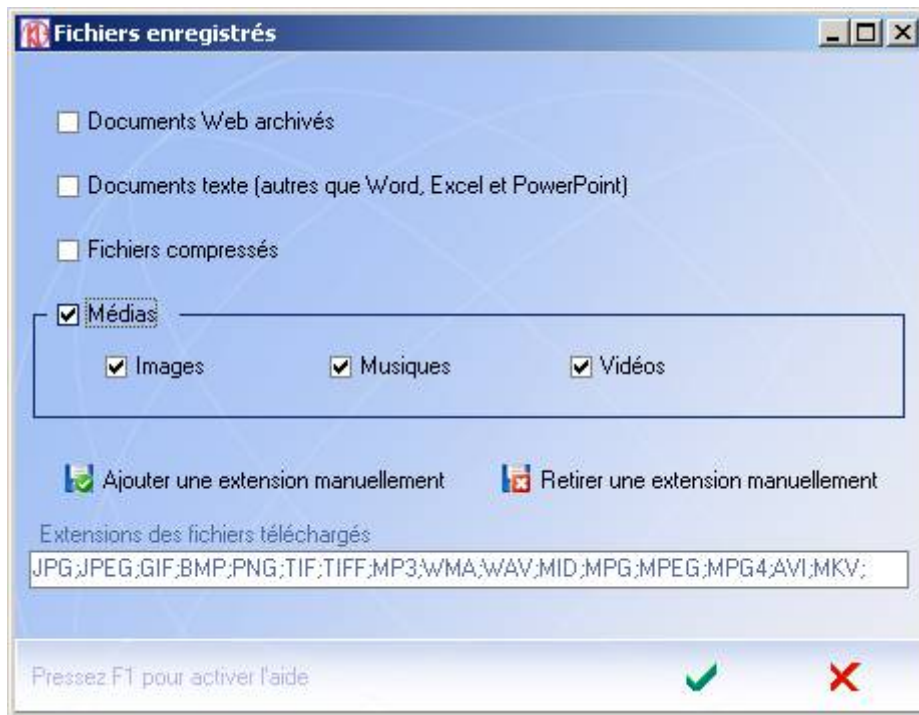 Fichiers enregistrés
Documents Web archivés
Documents texte (autres que Word, Excel et PowerPoint)
Fichiers compressés
Médias
Images Musiques Vidéos
Ajouter une extension manuellement Retirer une extension manuellement
Extensions des fichiers téléchargés
JPG;JPEG;GIF;BMP;PNG;TIF;TIFF;MP3;WMA;WAV;MID;MPG;MPEG;MPG4;AVI;MKV;
Pressez F1 pour activer l'aide